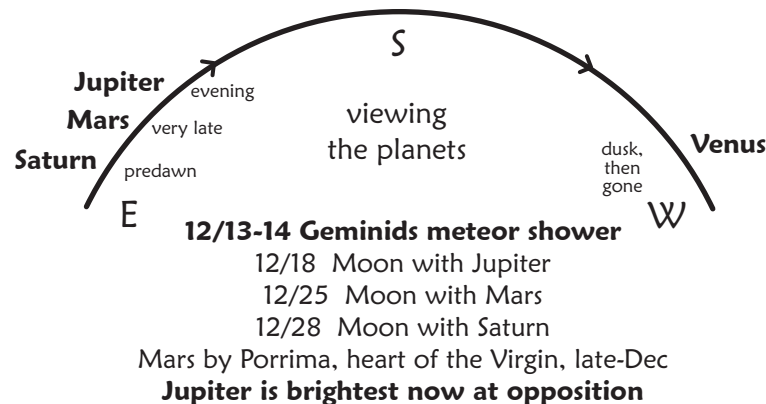 S
Jupiter
evening
Mars
very late
Saturn
predawn
viewing
the planets
dusk,
then
gone
Venus
E
W
12/13-14 Geminids meteor shower
12/18 Moon with Jupiter
12/25 Moon with Mars
12/28 Moon with Saturn
Mars by Porrima, heart of the Virgin, late-Dec
Jupiter is brightest now at opposition